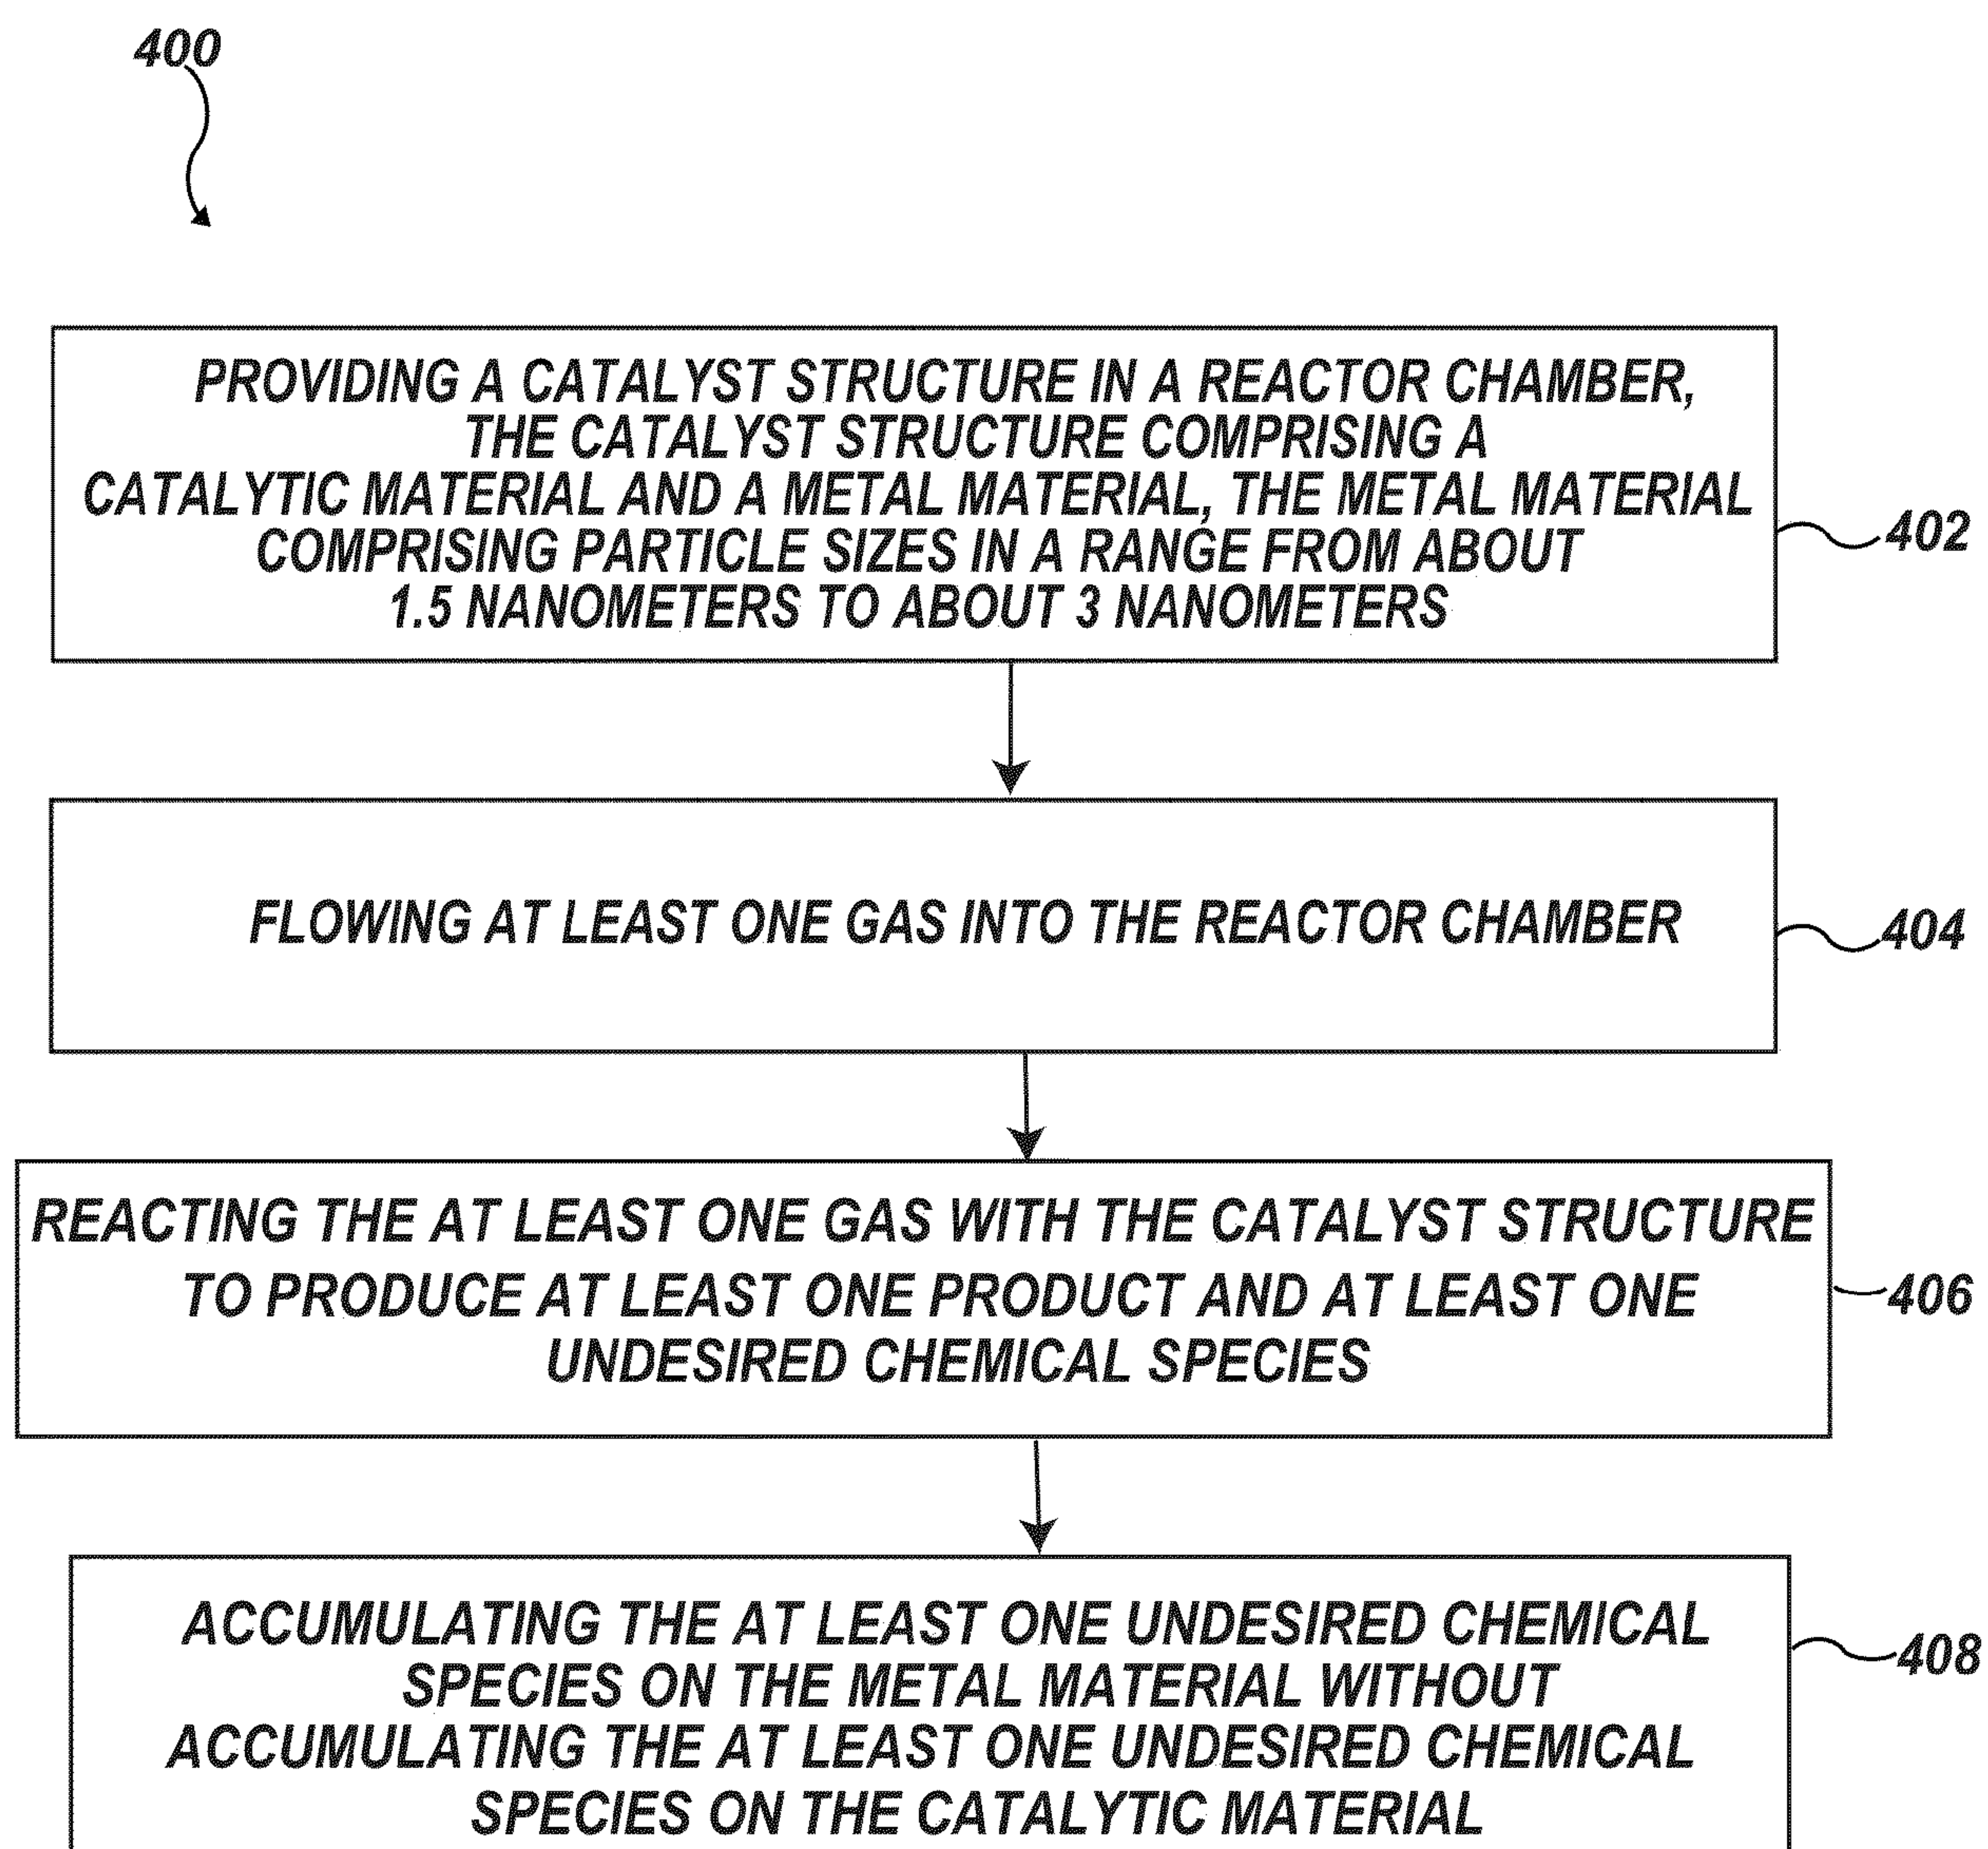 400
PROVIDING A CATALYST STRUCTURE IN A REACTOR CHAMBER,
THE CATALYST STRUCTURE COMPRISING A
CATALYTIC MATERIAL AND A METAL MATERIAL, THE METAL MATERIAL
COMPRISING PARTICLE SIZES IN A RANGE FROM ABOUT
1.5 NANOMETERS TO ABOUT 3 NANOMETERS
402
FLOWING AT LEAST ONE GAS INTO THE REACTOR CHAMBER
404
REACTING THE AT LEAST ONE GAS WITH THE CATALYST STRUCTURE
TO PRODUCE AT LEAST ONE PRODUCT AND AT LEAST ONE
UNDESIRED CHEMICAL SPECIES
406
ACCUMULATING THE AT LEAST ONE UNDESIRED CHEMICAL
SPECIES ON THE METAL MATERIAL WITHOUT
ACCUMULATING THE AT LEAST ONE UNDESIRED CHEMICAL
SPECIES ON THE CATALYTIC MATERIAL
408